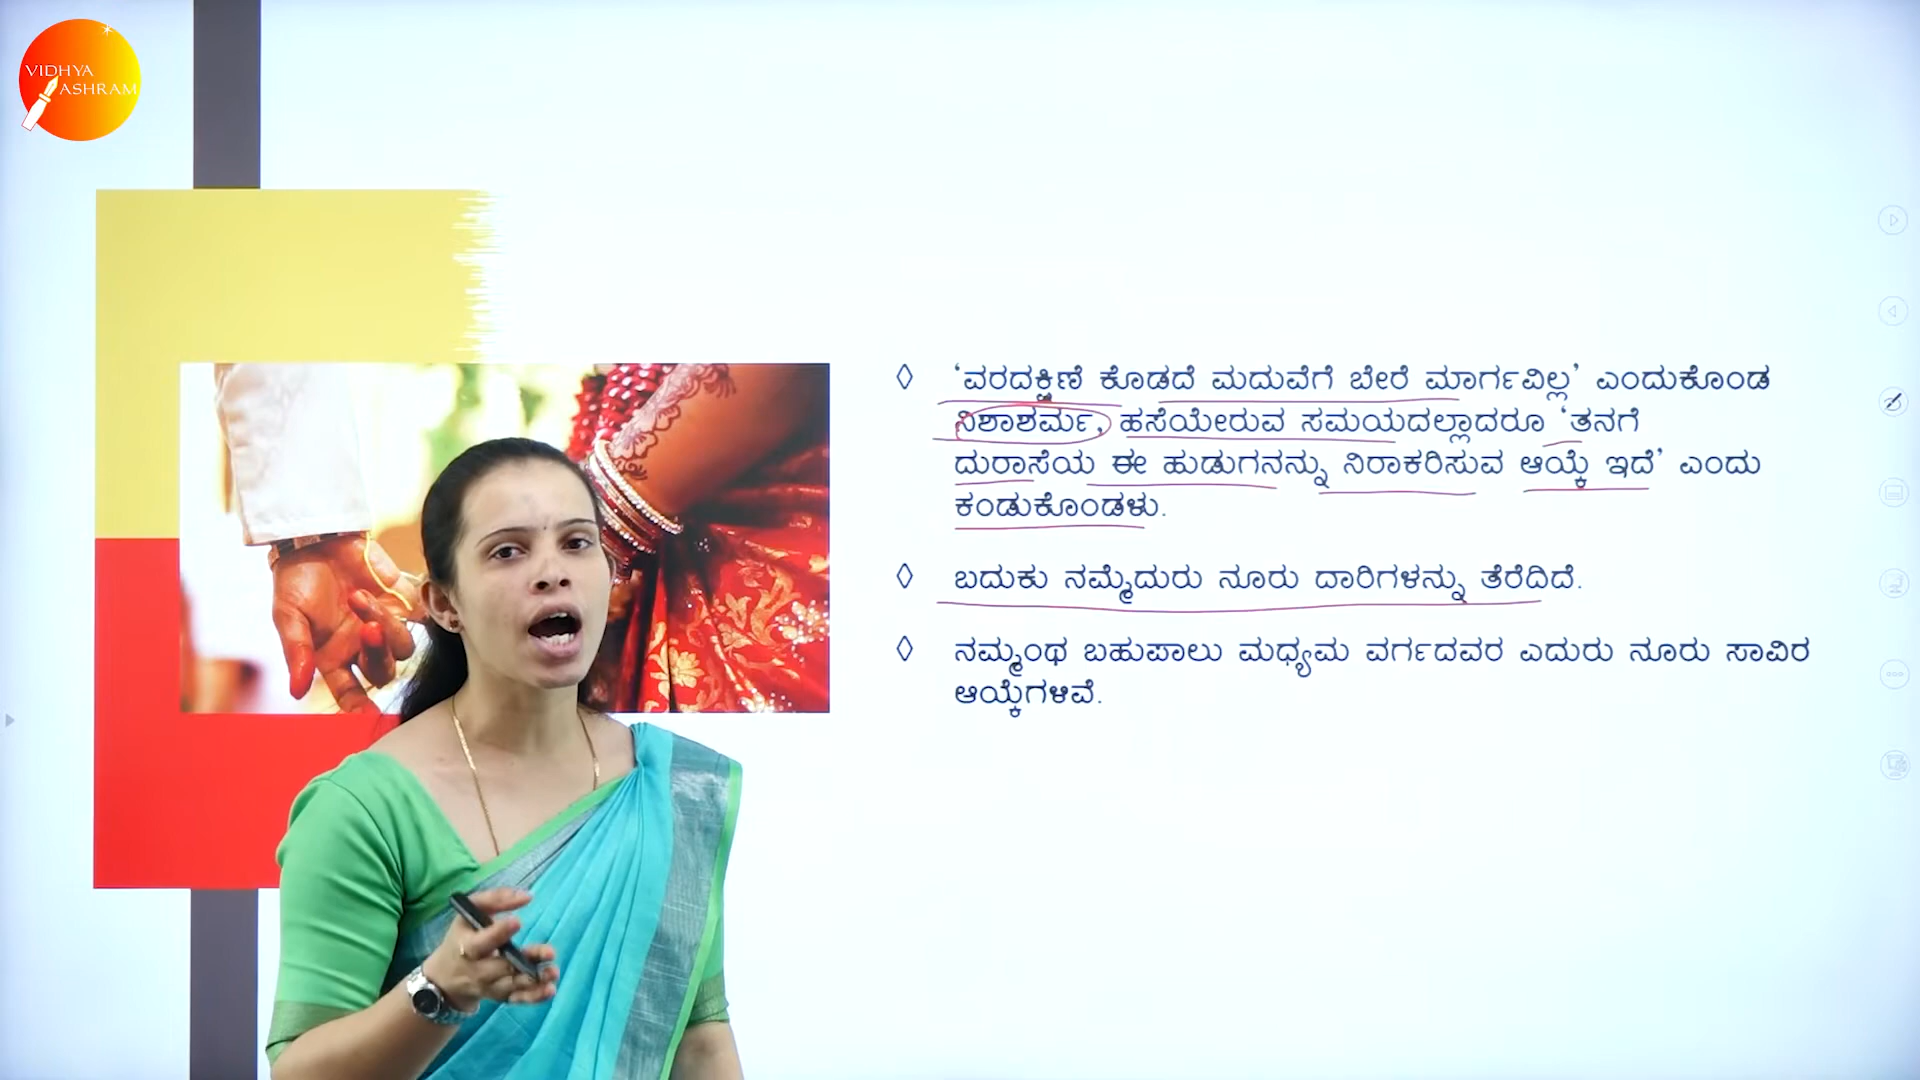 VIDHYA
ASHRAM
‘ವರದಕ್ಷಿಣೆ ಕೊಡದೆ ಮದುವೆಗೆ ಬೇರೆ ಮಾರ್ಗವಿಲ್ಲ’ ಎಂದುಕೊಂಡ
ನಿಶಾಶರ್ಮ, ಹಸೆಯೇರುವ ಸಮಯದಲ್ಲಾದರೂ ‘ತನಗೆ
ದುರಾಸೆಯ ಈ ಹುಡುಗನನ್ನು ನಿರಾಕರಿಸುವ ಆಯ್ಕೆ ಇದೆ’ ಎಂದು
ಕಂಡುಕೊಂಡಳು.
ಬದುಕು ನಮ್ಮೆದುರು ನೂರು ದಾರಿಗಳನ್ನು ತೆರೆದಿದೆ.
ನಮ್ಮಂಥ ಬಹುಪಾಲು ಮಧ್ಯಮ ವರ್ಗದವರ ಎದುರು ನೂರು ಸಾವಿರ
ಆಯ್ಕೆಗಳಿವೆ.